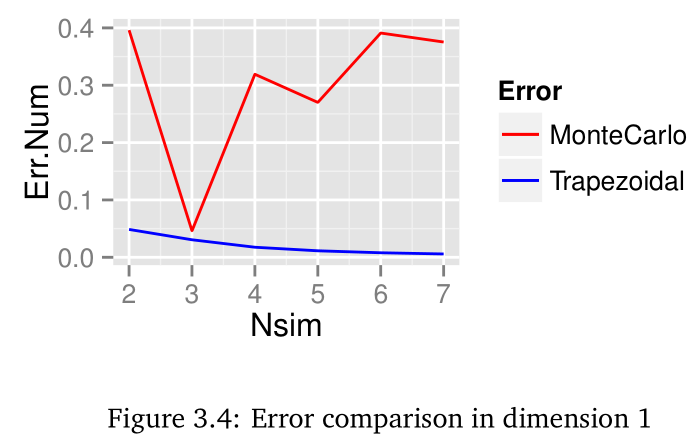 0.4
0.3
0.2
0.1
0.0
Err.Num
2 3 4 5 6 7
Nsim
Error
MonteCarlo
Trapezoidal
Figure 3.4: Error comparison in dimension 1